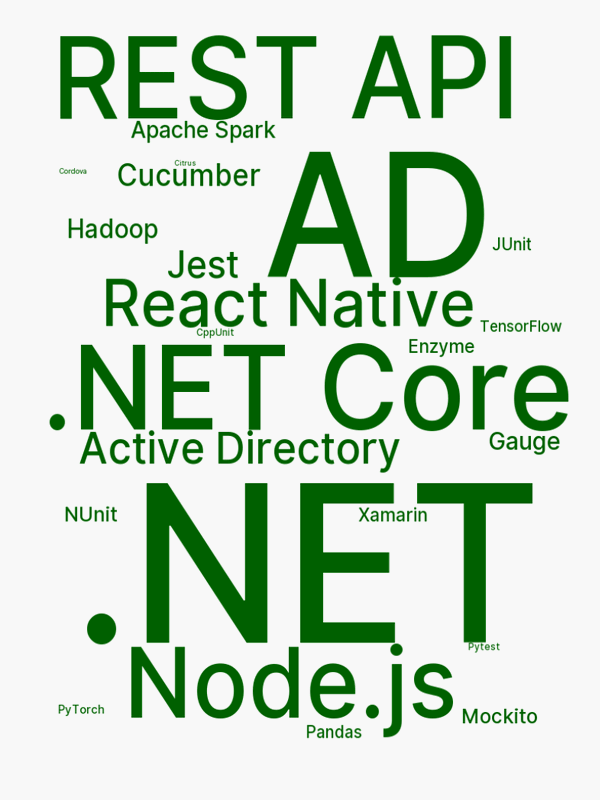 REST API
Apache Spark
Citrus
Cordova
Cucumber
AD
Hadoop
JUnit
Jest
React Native
TensorFlow
CppUnit
Enzyme
.NET Core
Gauge
Active Directory
.NET
NUnit
Xamarin
Pytest
Node.js
PyTorch
Mockito
Pandas